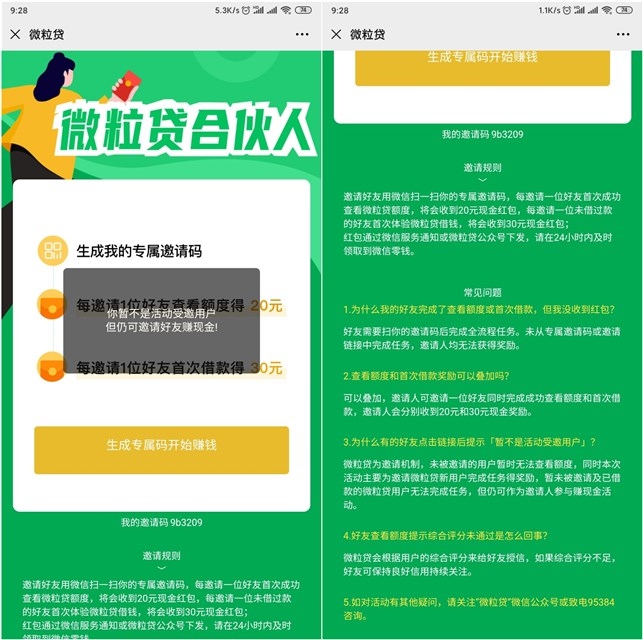 9:28
5.3K/s
74
微粒贷
微粒贷合伙人
生成我的专属邀请码
每邀请1位好友查看额度得 20元
你暂不是活动受邀用户
但仍可邀请好友赚现金!
每邀请1位好友首次借款得 30元
生成专属码开始赚钱
我的邀请码 9b3209
邀请规则
邀请好友用微信扫一扫你的专属邀请码，每邀请一位好友首次成功
查看微粒贷额度，将会收到20元现金红包，每邀请一位未借过款
的好友首次体验微粒贷借钱，将会收到30元现金红包；
红包通过微信服务通知或微粒贷公众号下发，请在24小时内及时
领取到微信零钱。
9:28
1.1K/s
74
微粒贷
生成专属码开始赚钱
我的邀请码 9b3209
邀请规则
邀请好友用微信扫一扫你的专属邀请码，每邀请一位好友首次成功
查看微粒贷额度，将会收到20元现金红包，每邀请一位未借过款
的好友首次体验微粒贷借钱，将会收到30元现金红包；
红包通过微信服务通知或微粒贷公众号下发，请在24小时内及时
领取到微信零钱。
常见问题
1.为什么我的好友完成了查看额度或首次借款，但我没收到红包？
好友需要扫你的邀请码后完成全流程任务。未从专属邀请码或邀请
链接中完成任务，邀请人均无法获得奖励。
2.查看额度和首次借款奖励可以叠加吗？
可以叠加，邀请人可邀请一位好友同时完成成功查看额度和首次借
款，邀请人会分别收到20元和30元现金奖励。
3.为什么有的好友点击链接后提示「暂不是活动受邀用户」？
微粒贷为邀请机制，未被邀请的用户暂时无法查看额度，同时本次
活动主要为邀请微粒贷新用户完成任务得奖励，暂未被邀请及已借
款的微粒贷用户无法完成任务，但仍可作为邀请人参与赚现金活
动。
4.好友查看额度提示综合评分未通过是怎么回事？
微粒贷会根据用户的综合评分来给好友授信，如果综合评分不足，
好友可保持良好信用持续关注。
5.如对活动有其他疑问，请关注“微粒贷”微信公众号或致电95384
咨询。